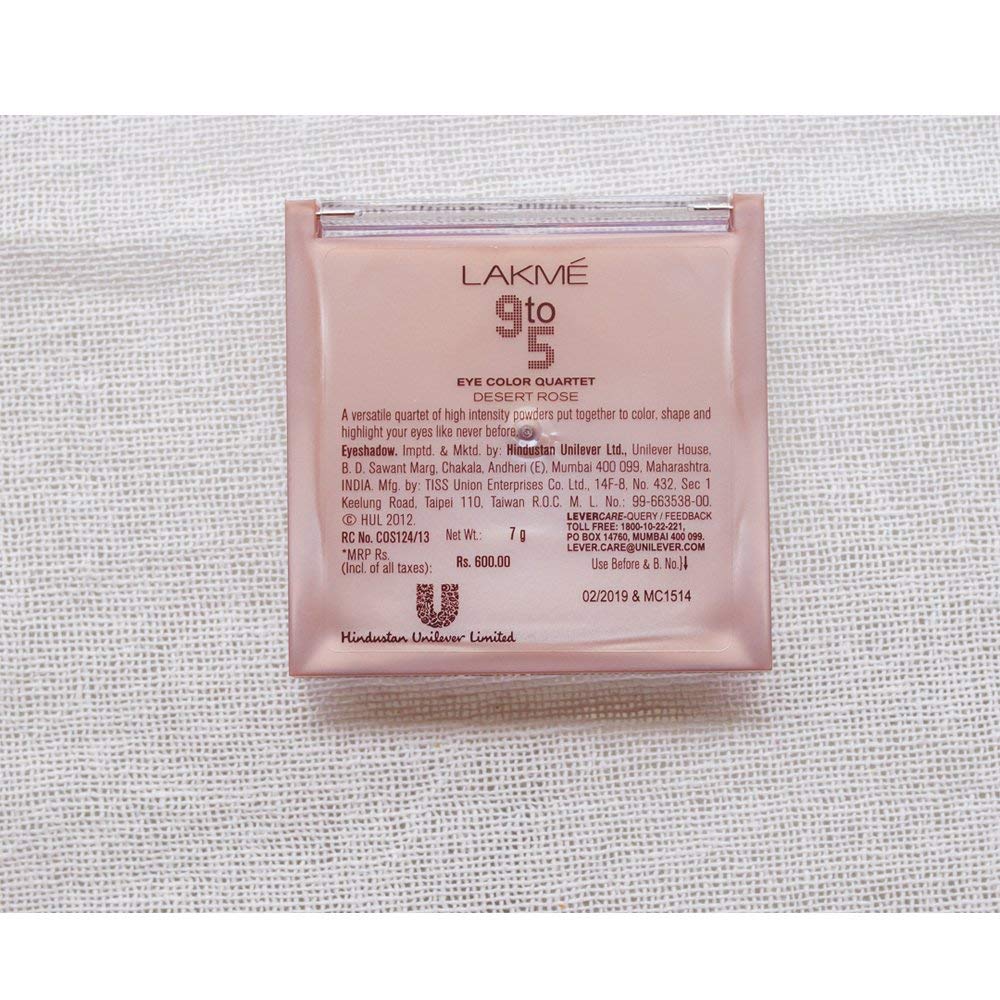 LAKMÉ
9to
5
EYE COLOR QUARTET
DESERT ROSE
A versatile quartet of high intensity powders put together to color, shape and
highlight your eyes like never before.
Eyeshadow. Imptd. & Mktd. by: Hindustan Unilever Ltd., Unilever House,
B. D. Sawant Marg, Chakala, Andheri (E), Mumbai 400 099, Maharashtra.
INDIA. Mfg. by: TISS Union Enterprises Co. Ltd., 14F-8, No. 432, Sec 1
Keelung Road, Taipei 110, Taiwan R.O.C. M. L. No.: 99-663538-00.
© HUL 2012.
RC No. COS124/13 Net Wt.: 7 g
*MRP Rs.
(Incl. of all taxes): Rs. 600.00
LEVERCARE-QUERY / FEEDBACK
TOLL FREE: 1800-10-22-221,
PO BOX 14760, MUMBAI 400 099.
LEVER.CARE@UNILEVER.COM
Use Before & B. No.}
02/2019 & MC1514
Hindustan Unilever Limited